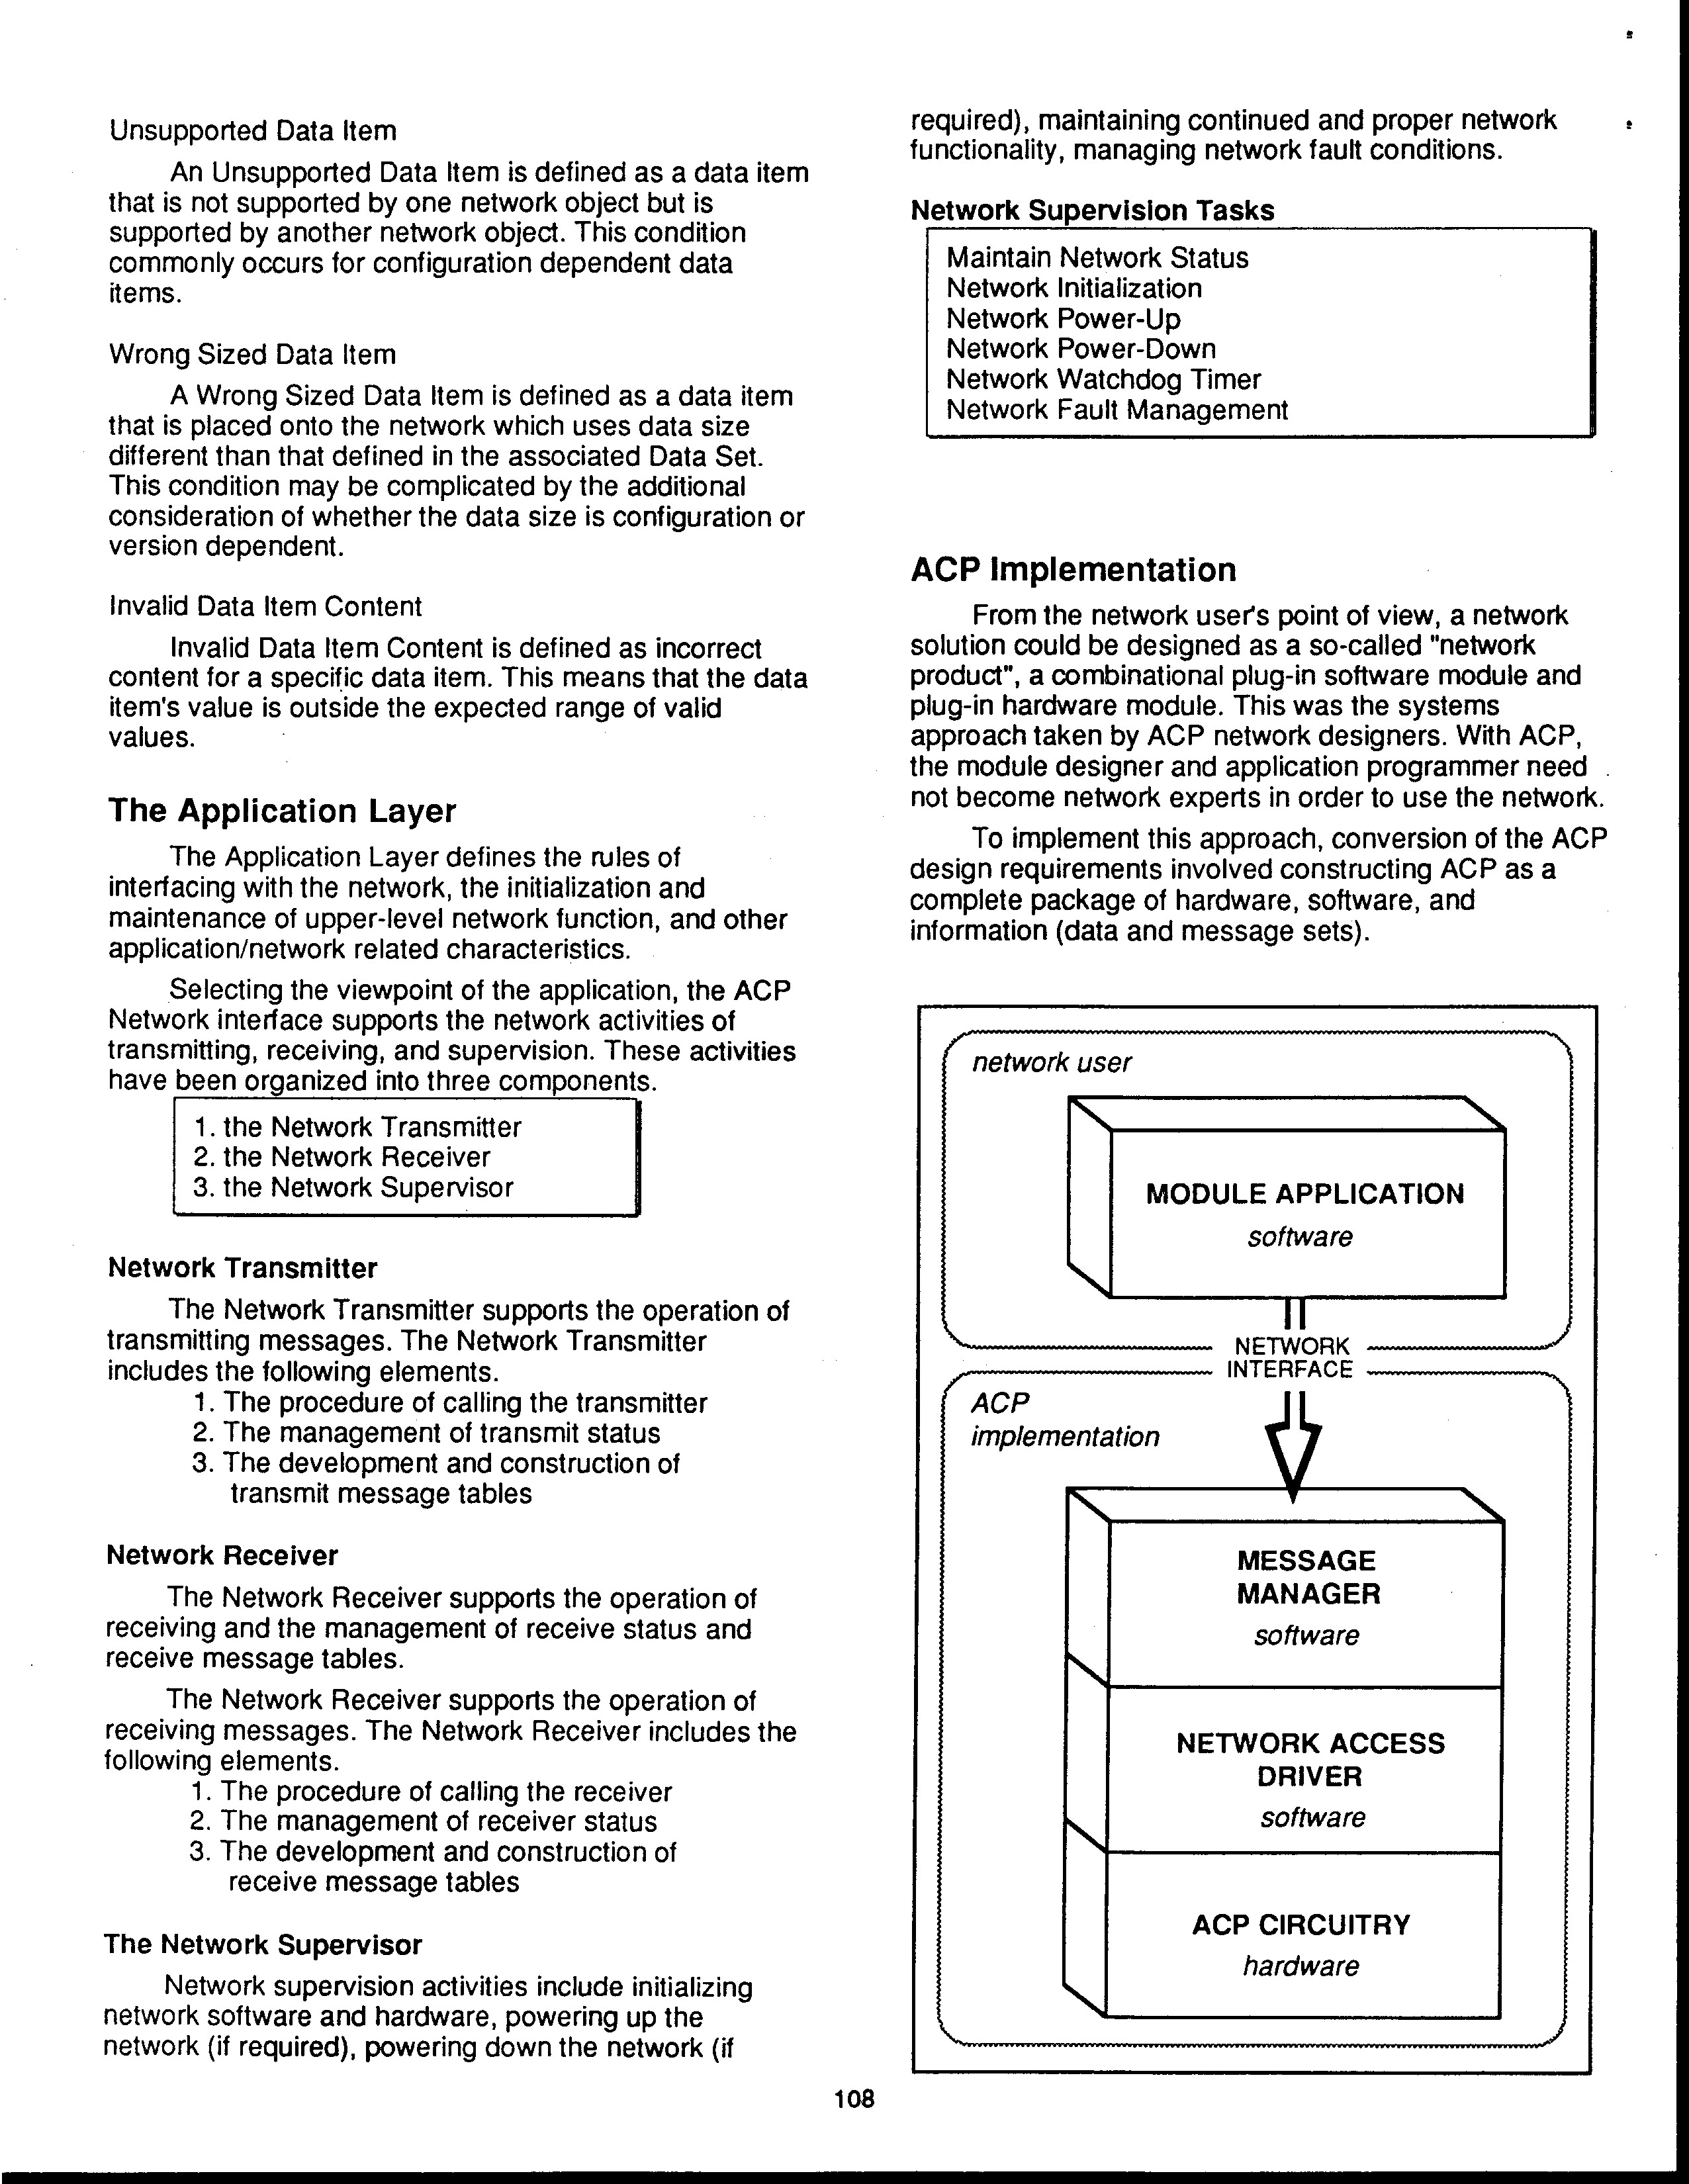 Unsupported Data Item
An Unsupported Data Item is defined as a data item
that is not supported by one network object but is
supported by another network object. This condition
commonly occurs for configuration dependent data
items.
Wrong Sized Data Item
A Wrong Sized Data Item is defined as a data item
that is placed onto the network which uses data size
different than that defined in the associated Data Set.
This condition may be complicated by the additional
consideration of whether the data size is configuration or
version dependent.
Invalid Data Item Content
Invalid Data Item Content is defined as incorrect
content for a specific data item. This means that the data
item's value is outside the expected range of valid
values.
The Application Layer
The Application Layer defines the rules of
interfacing with the network, the initialization and
maintenance of upper-level network function, and other
application/network related characteristics.
Selecting the viewpoint of the application, the ACP
Network interface supports the network activities of
transmitting, receiving, and supervision. These activities
have been organized into three components.
1. the Network Transmitter
2. the Network Receiver
3. the Network Supervisor
Network Transmitter
The Network Transmitter supports the operation of
transmitting messages. The Network Transmitter
includes the following elements.
1. The procedure of calling the transmitter
2. The management of transmit status
3. The development and construction of
transmit message tables
Network Receiver
The Network Receiver supports the operation of
receiving and the management of receive status and
receive message tables.
The Network Receiver supports the operation of
receiving messages. The Network Receiver includes the
following elements.
1. The procedure of calling the receiver
2. The management of receiver status
3. The development and construction of
receive message tables
The Network Supervisor
Network supervision activities include initializing
network software and hardware, powering up the
network (if required), powering down the network (if
required), maintaining continued and proper network
functionality, managing network fault conditions.
Network Supervision Tasks
Maintain Network Status
Network Initialization
Network Power-Up
Network Power-Down
Network Watchdog Timer
Network Fault Management
ACP Implementation
From the network user's point of view, a network
solution could be designed as a so-called "network
product", a combinational plug-in software module and
plug-in hardware module. This was the systems
approach taken by ACP network designers. With ACP,
the module designer and application programmer need
not become network experts in order to use the network.
To implement this approach, conversion of the ACP
design requirements involved constructing ACP as a
complete package of hardware, software, and
information (data and message sets).
network user
MODULE APPLICATION
software
NETWORK
INTERFACE
ACP
implementation
MESSAGE
MANAGER
software
NETWORK ACCESS
DRIVER
software
ACP CIRCUITRY
hardware
108